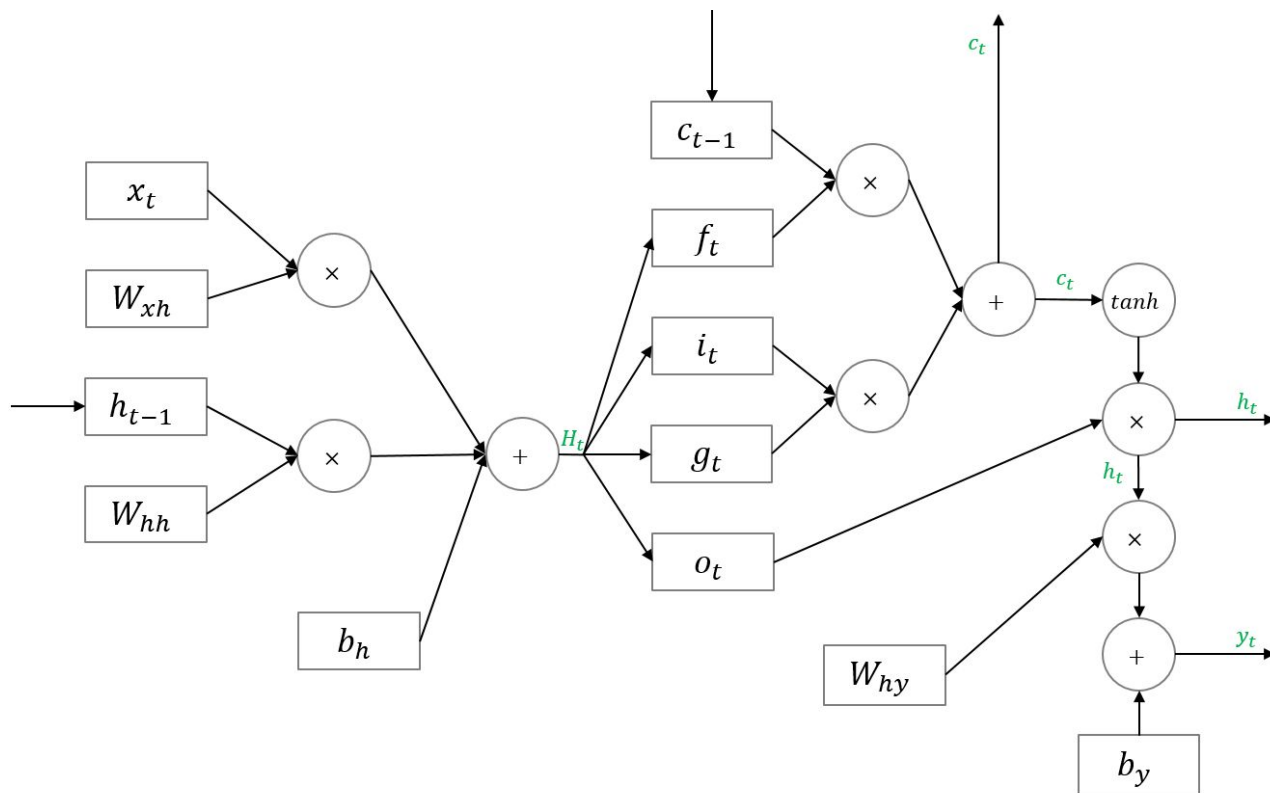 c_t
c_{t-1}
×
x_t
f_t
×
W_{xh}
c_t
+
tanh
i_t
h_{t-1}
×
×
h_t
H_t
×
+
g_t
h_t
W_{hh}
×
o_t
b_h
y_t
+
W_{hy}
b_y